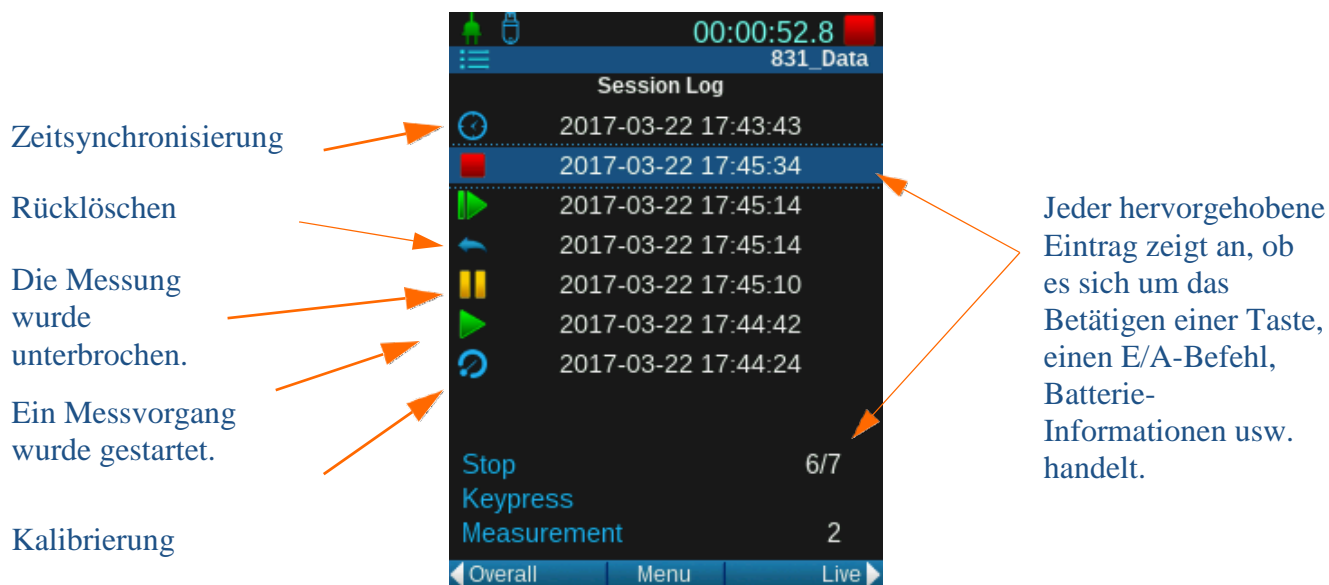 Zeitsynchronisierung
Rücklöschen
Die Messung
wurde
unterbrochen.
Ein Messvorgang
wurde gestartet.
Kalibrierung
00:00:52.8
831_Data
Session Log
2017-03-22 17:43:43
2017-03-22 17:45:34
2017-03-22 17:45:14
2017-03-22 17:45:14
2017-03-22 17:45:10
2017-03-22 17:44:42
2017-03-22 17:44:24
Stop 6/7
Keypress
Measurement 2
Overall Menu Live
Jeder hervorgehobene
Eintrag zeigt an, ob
es sich um das
Betätigen einer Taste,
einen E/A-Befehl,
Batterie-
Informationen usw.
handelt.